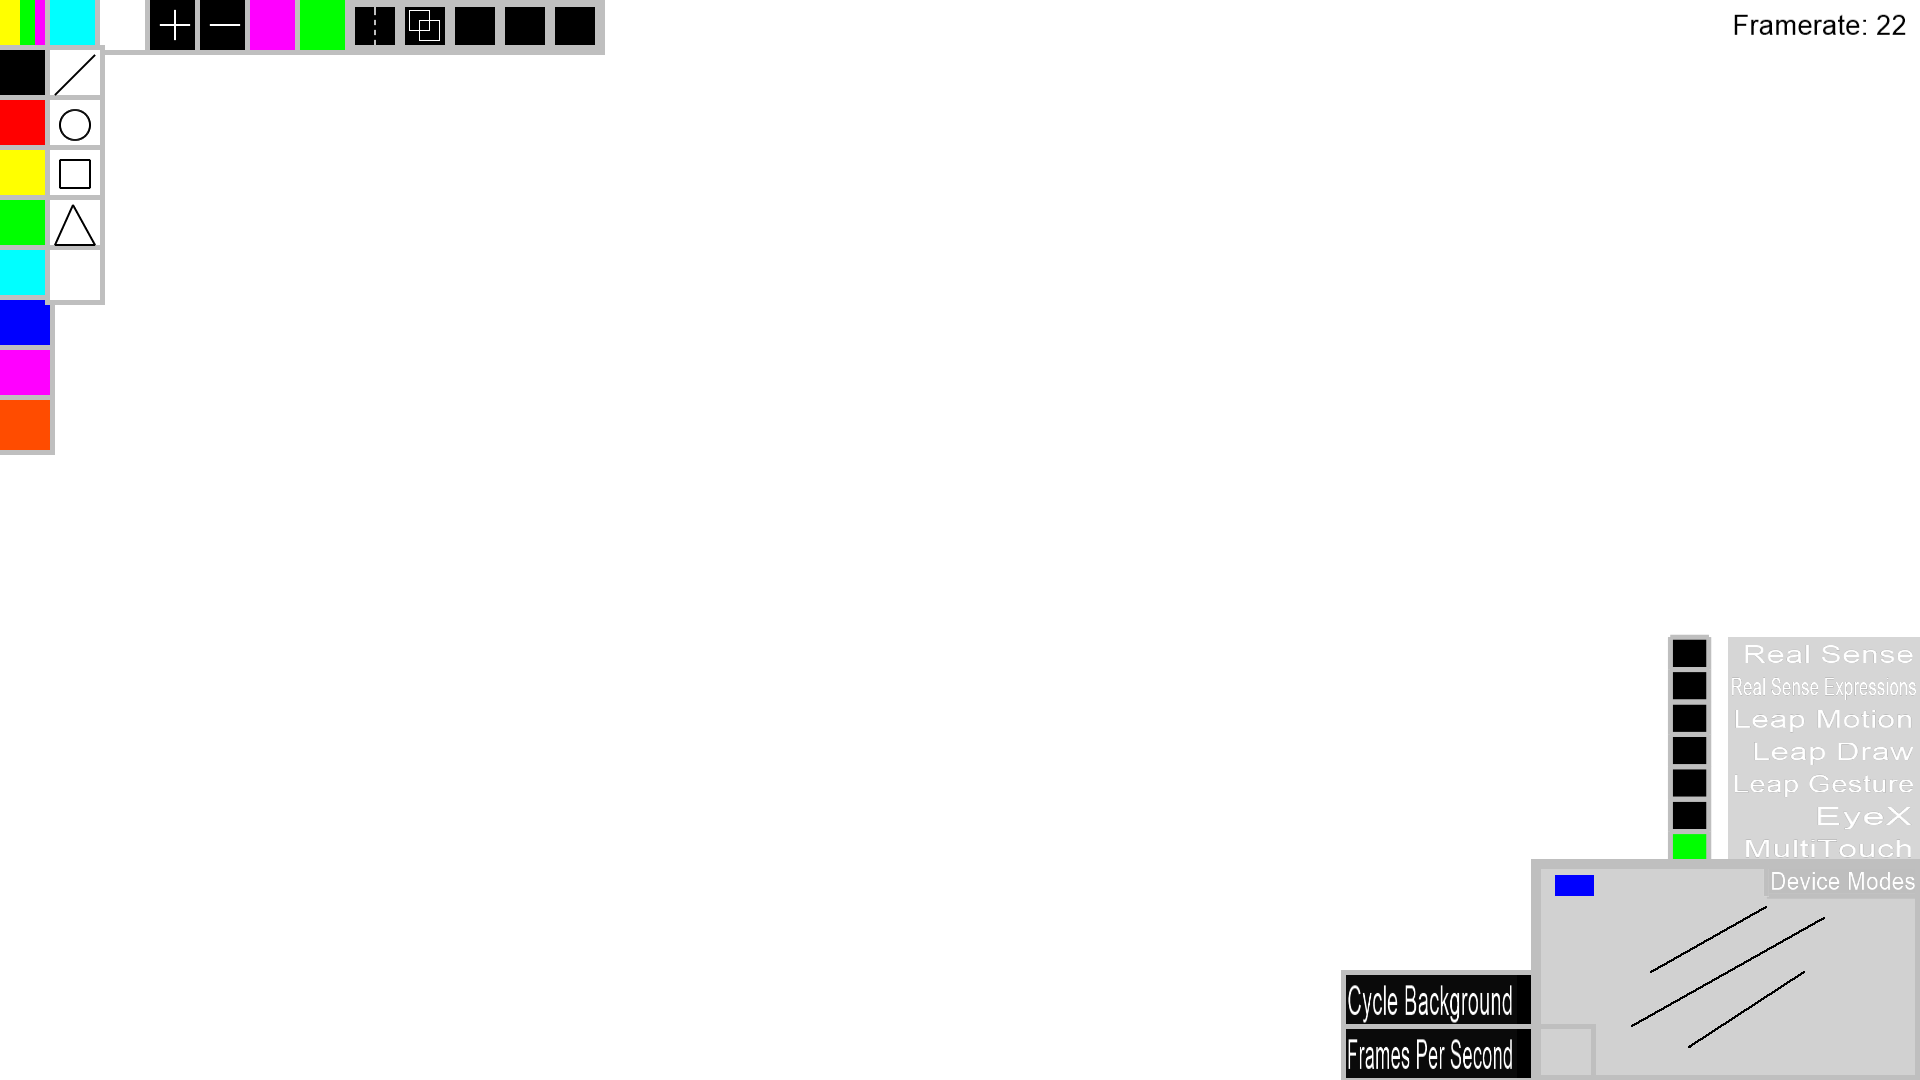 Framerate: 22
Real Sense
Real Sense Expressions
Leap Motion
Leap Draw
Leap Gesture
EyeX
MultiTouch
Device Modes
Cycle Background
Frames Per Second